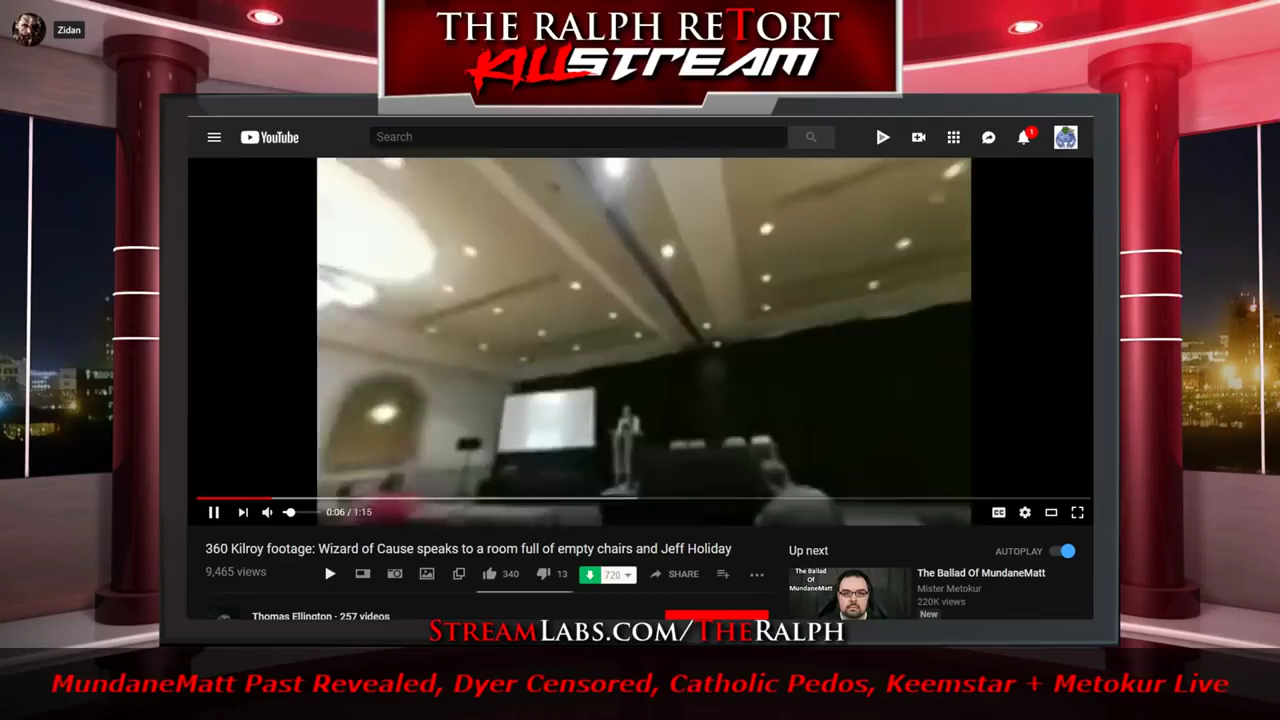 Zidan
THE RALPH RETORT
KILLSTREAM
YouTube
Search
1
0:06 / 1:15
CC
360 Kilroy footage: Wizard of Cause speaks to a room full of empty chairs and Jeff Holiday
9,465 views
340
13
720
SHARE
Up next
AUTOPLAY
The Ballad
Of
MundaneMatt
The Ballad Of MundaneMatt
Mister Metokur
220K views
New
Thomas Ellington · 257 videos
STREAMLABS.COM/THERALPH
MundaneMatt Past Revealed, Dyer Censored, Catholic Pedos, Keemstar + Metokur Live